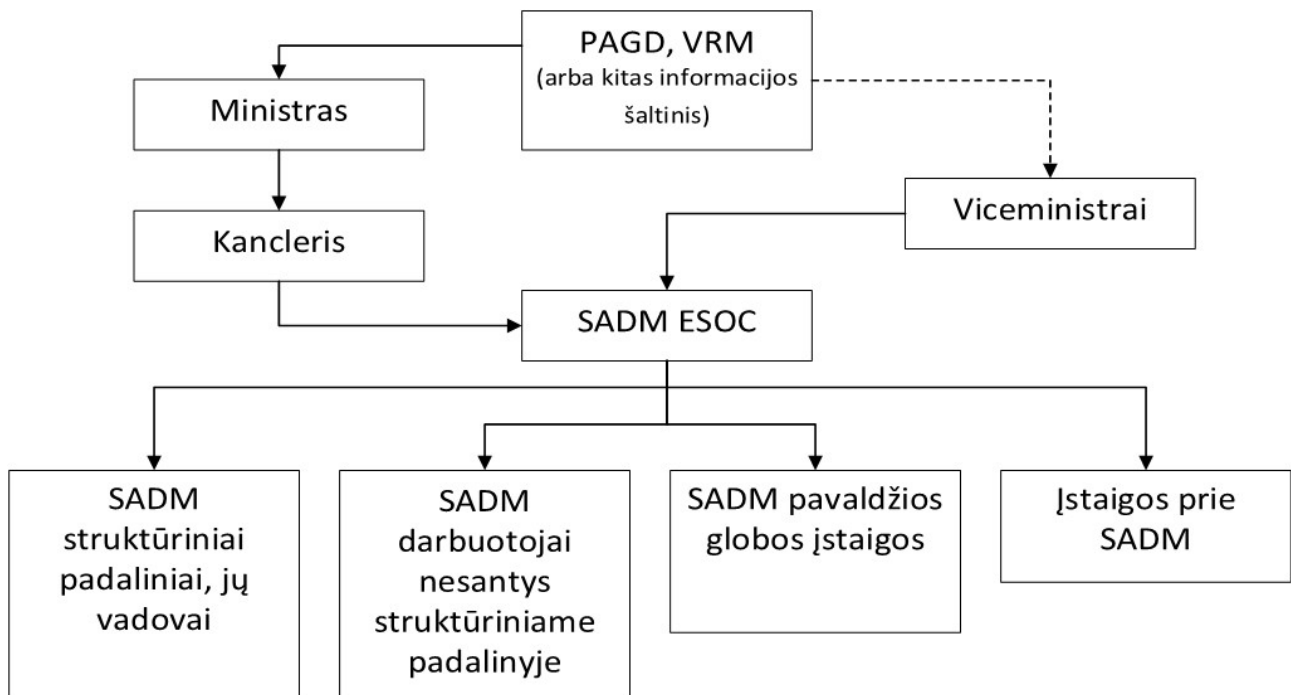 PAGD, VRM
(arba kitas informacijos
šaltinis)
Ministras
Viceministrai
Kancleris
SADM ESOC
SADM
struktūriniai
padaliniai, jų
vadovai
SADM
darbuotojai
nesantys
struktūriniame
padalinyje
SADM pavaldžios
globos įstaigos
Įstaigos prie
SADM